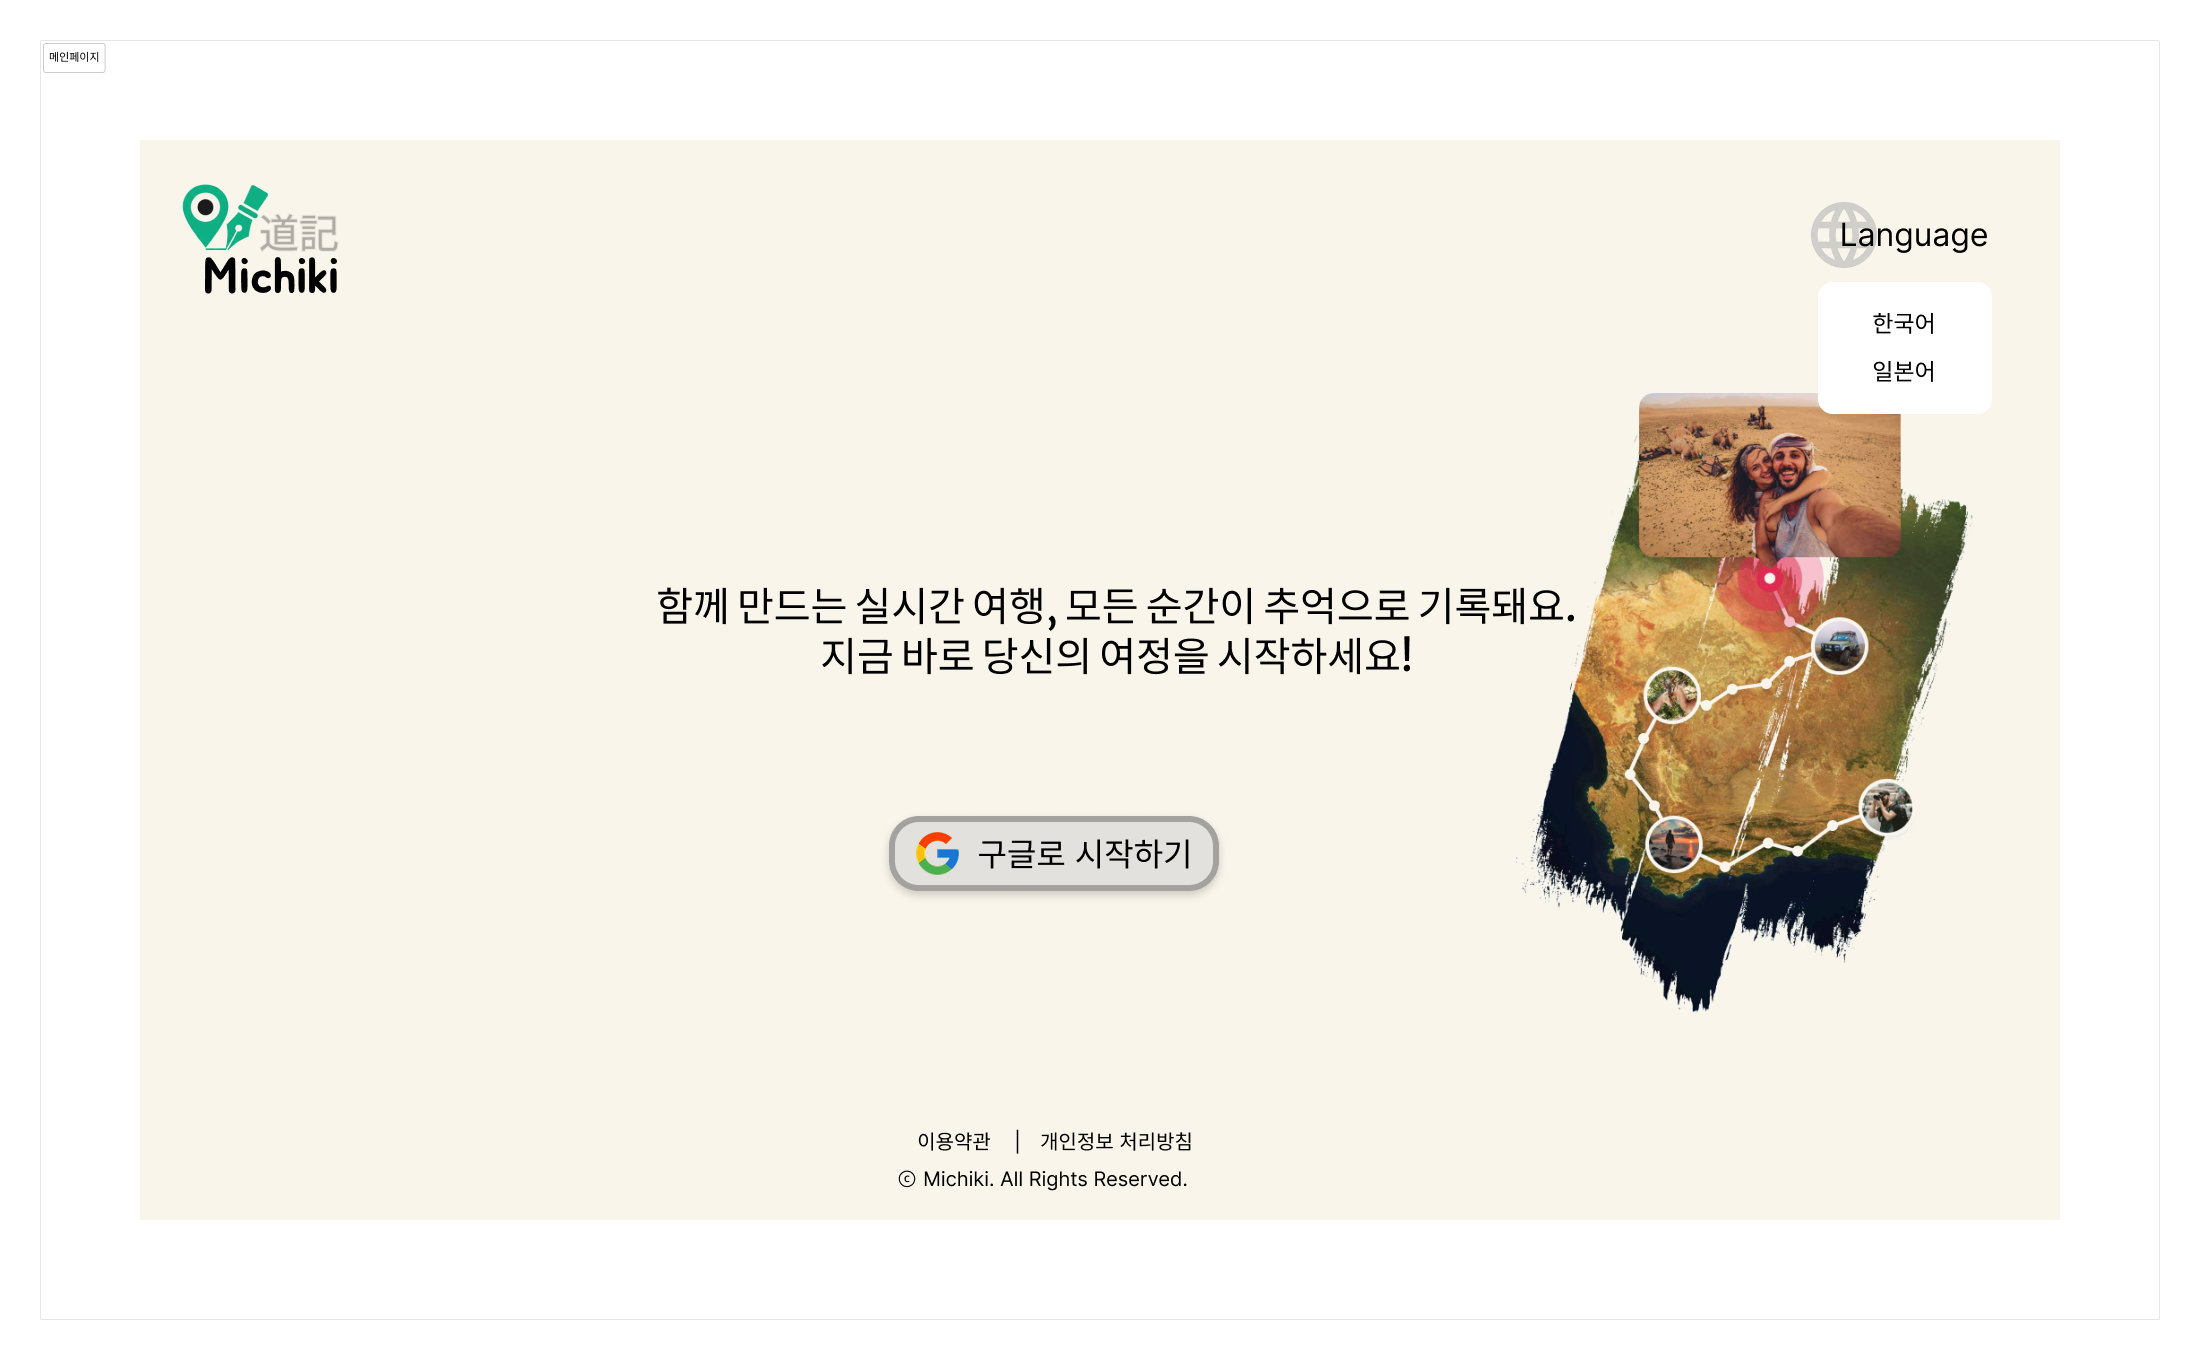 메인페이지
道記
Michiki
Language
한국어
일본어
함께 만드는 실시간 여행, 모든 순간이 추억으로 기록돼요.
지금 바로 당신의 여정을 시작하세요!
구글로 시작하기
이용약관 | 개인정보 처리방침
ⓒ Michiki. All Rights Reserved.